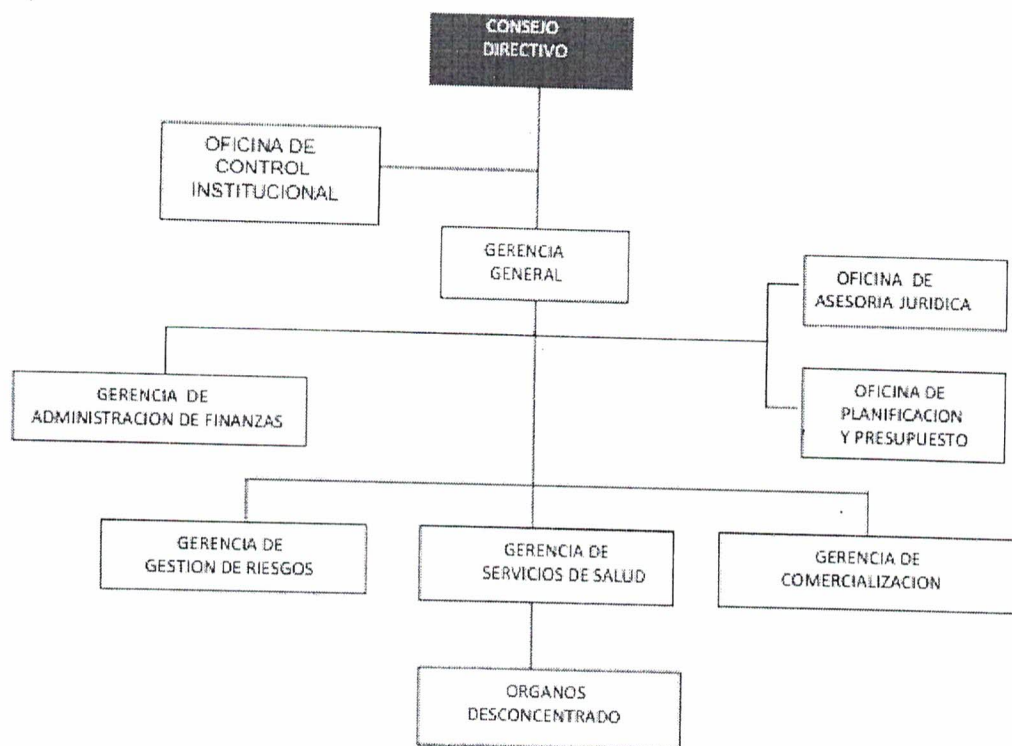 CONSEJO
DIRECTIVO
OFICINA DE
CONTROL
INSTITUCIONAL
GERENCIA
GENERAL
OFICINA DE
ASESORIA JURIDICA
GERENCIA DE
ADMINISTRACION DE FINANZAS
OFICINA DE
PLANIFICACION
Y PRESUPUESTO
GERENCIA DE
GESTION DE RIESGOS
GERENCIA DE
SERVICIOS DE SALUD
GERENCIA DE
COMERCIALIZACION
ORGANOS
DESCONCENTRADO